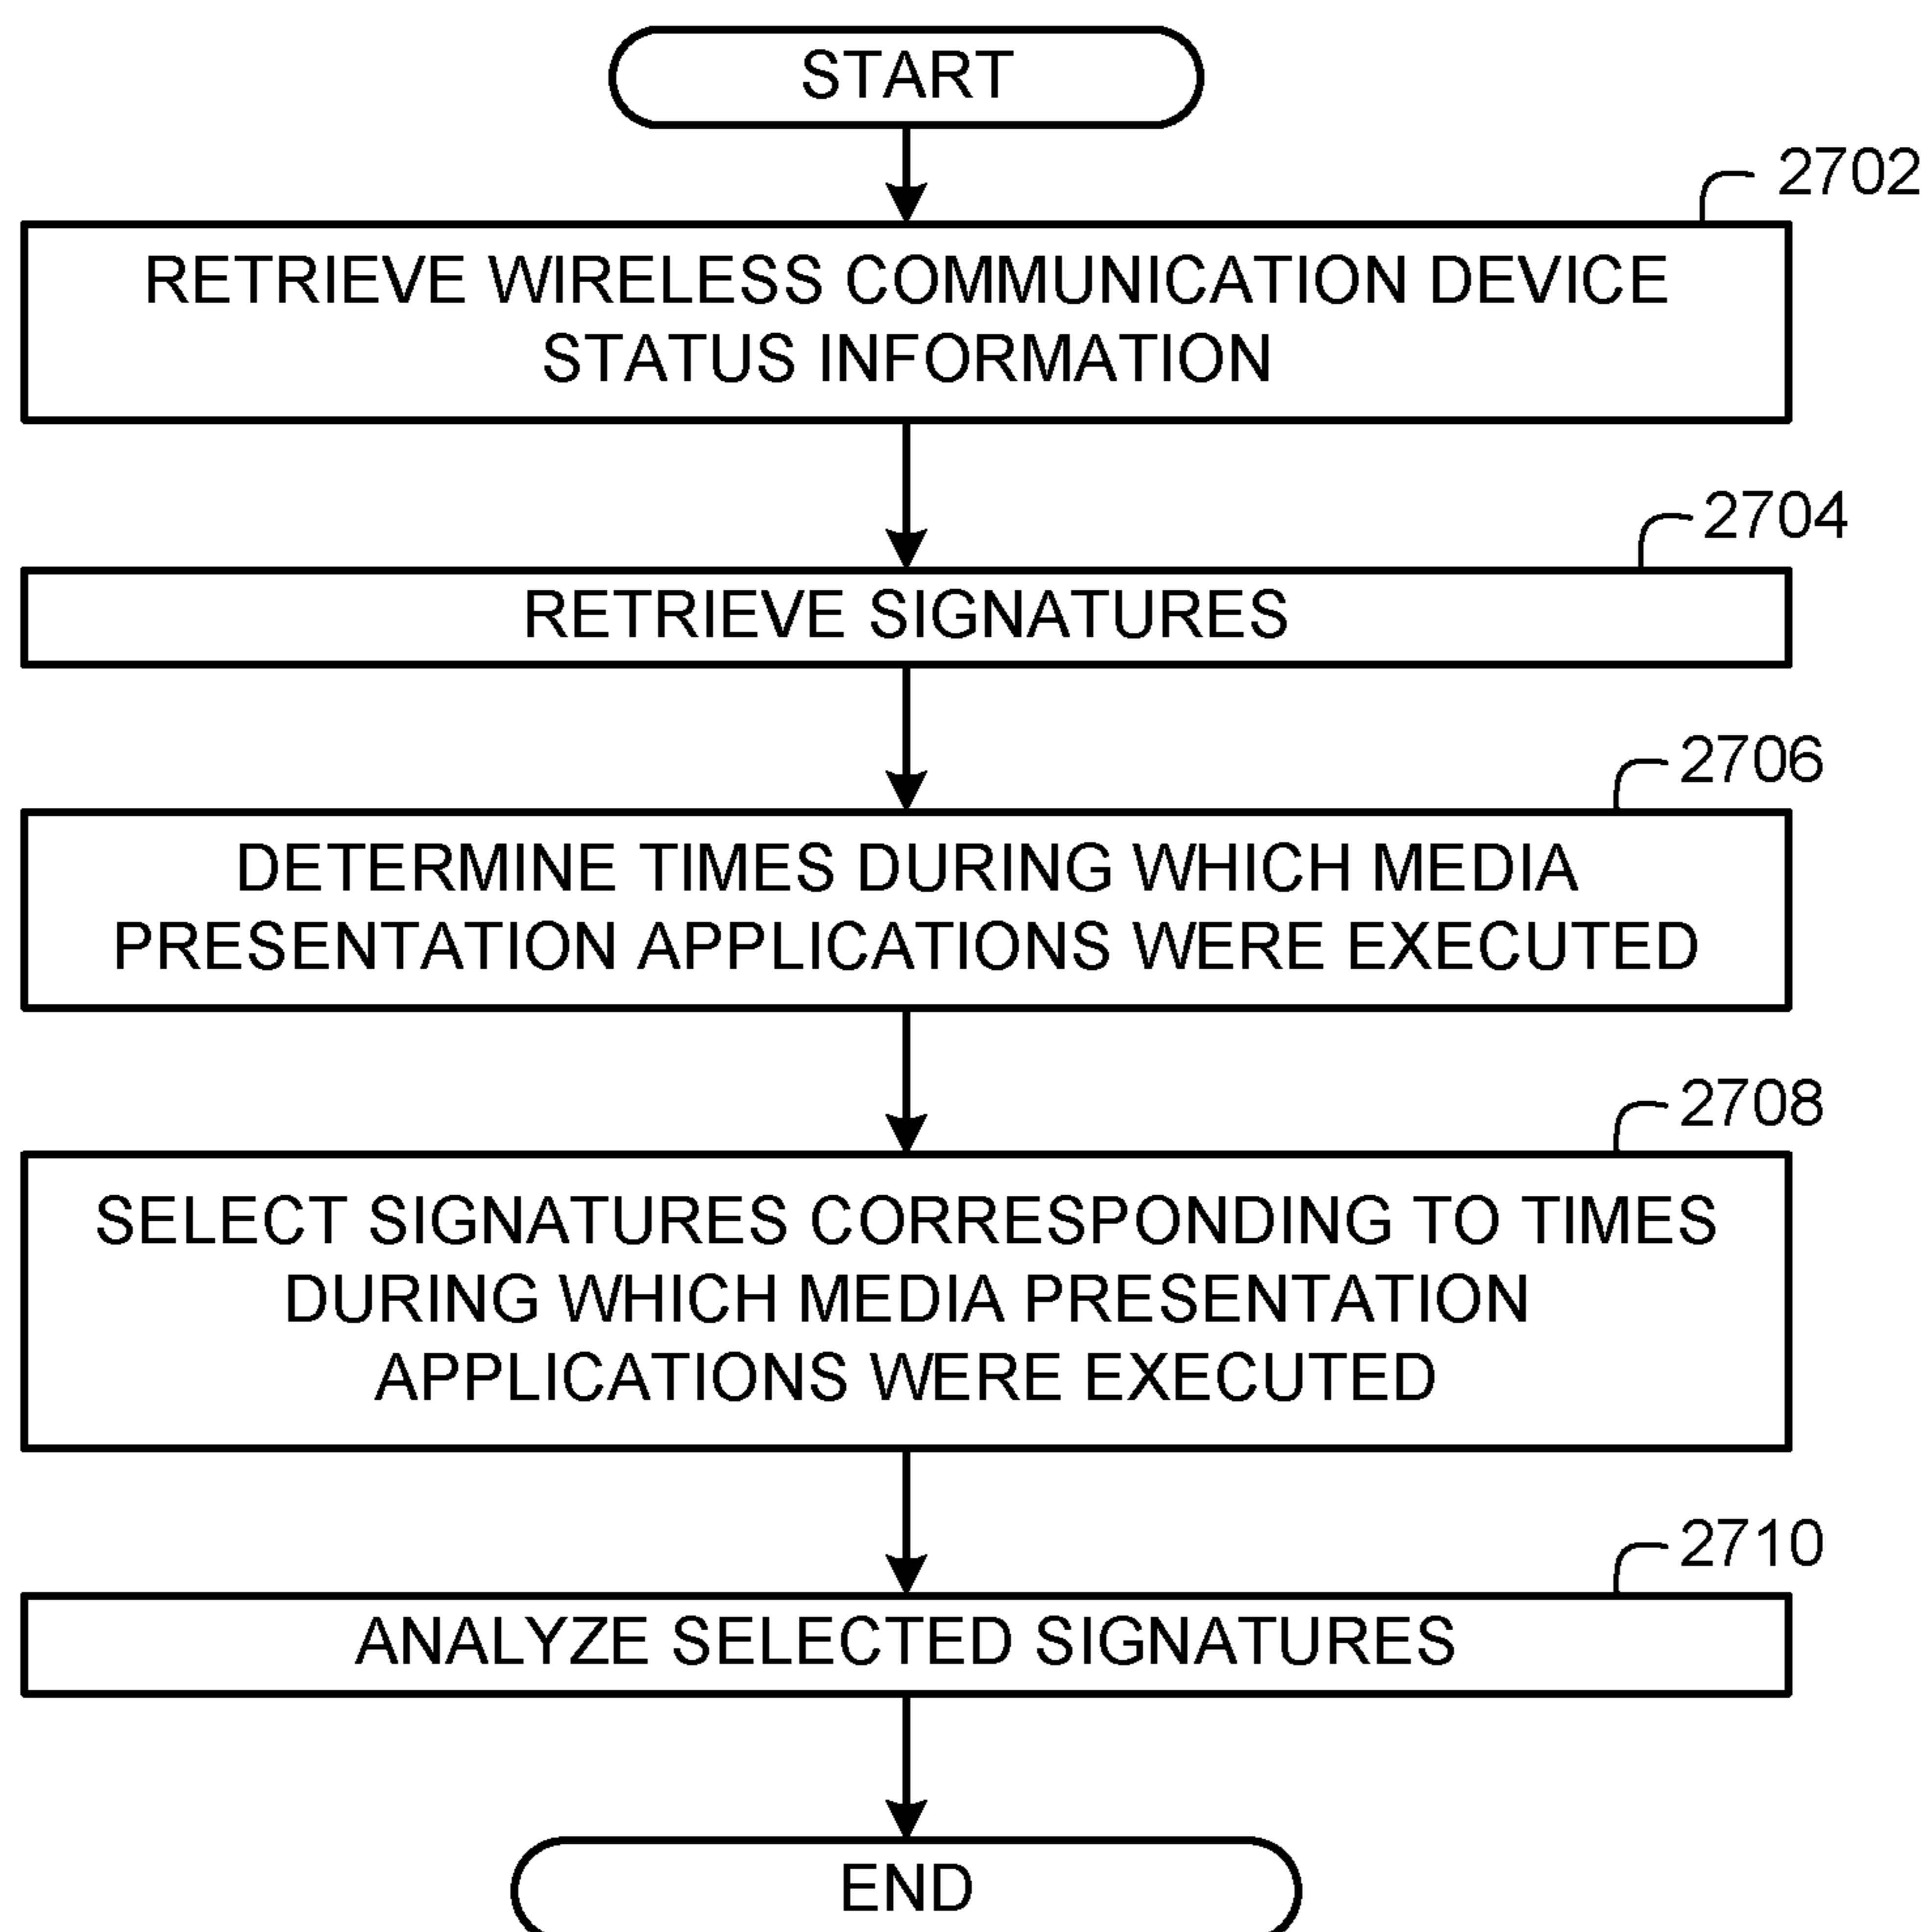 START
2702
RETRIEVE WIRELESS COMMUNICATION DEVICE
STATUS INFORMATION
2704
RETRIEVE SIGNATURES
2706
DETERMINE TIMES DURING WHICH MEDIA
PRESENTATION APPLICATIONS WERE EXECUTED
2708
SELECT SIGNATURES CORRESPONDING TO TIMES
DURING WHICH MEDIA PRESENTATION
APPLICATIONS WERE EXECUTED
2710
ANALYZE SELECTED SIGNATURES
END